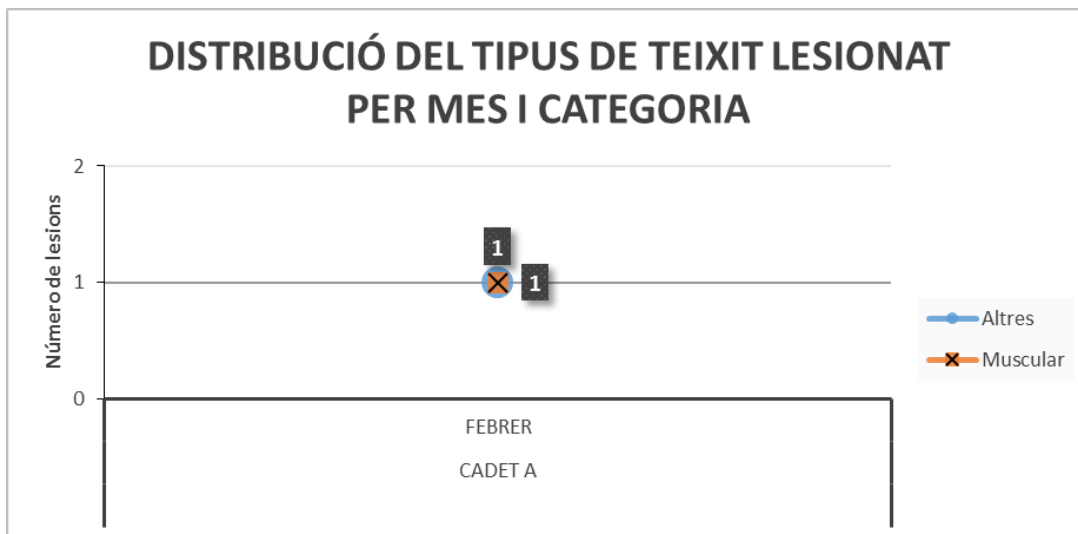 DISTRIBUCIÓ DEL TIPUS DE TEIXIT LESIONAT
PER MES I CATEGORIA
Número de lesions
2
1
0
1
1
Altres
Muscular
FEBRER
CADET A